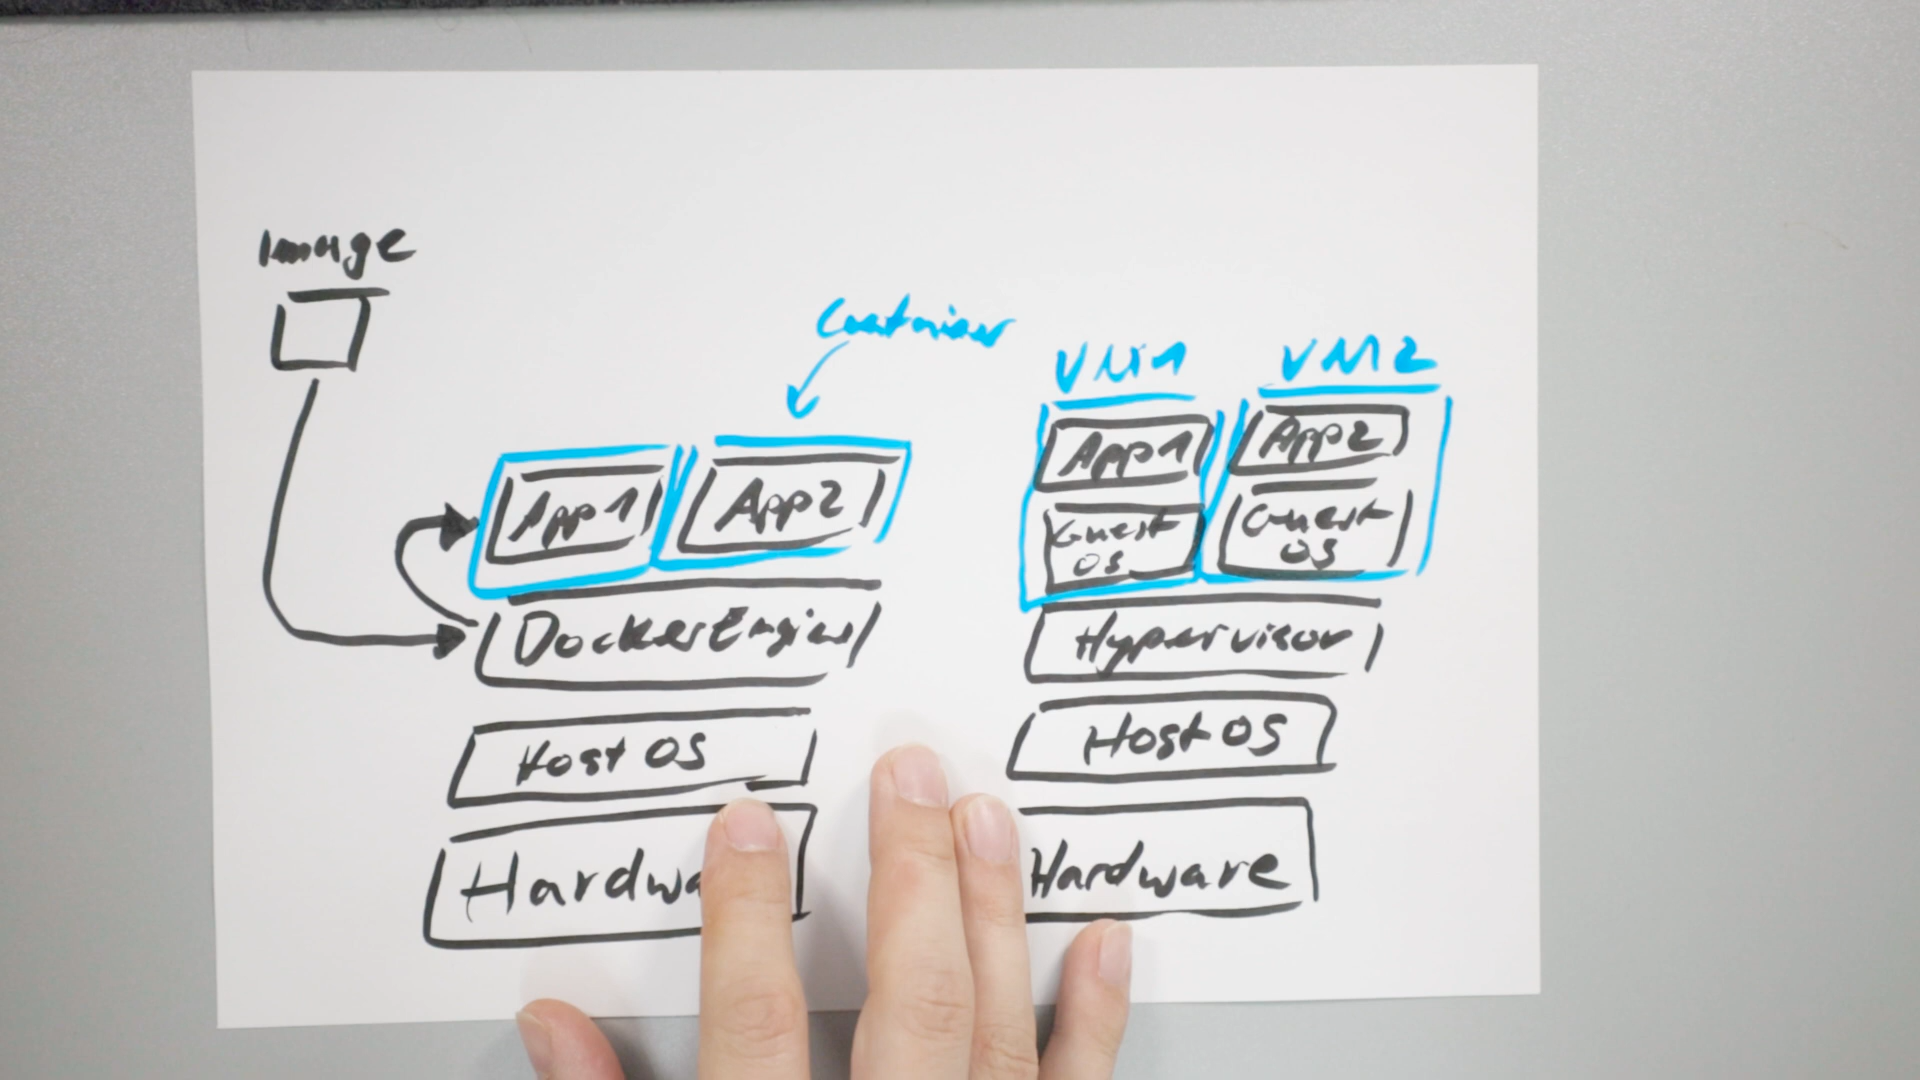 Image
Container
VM1
VM2
App1
App2
App1
App2
Guest
OS
Guest
OS
DockerEngine
Hypervisor
Host OS
Host OS
Hardwa
Hardware